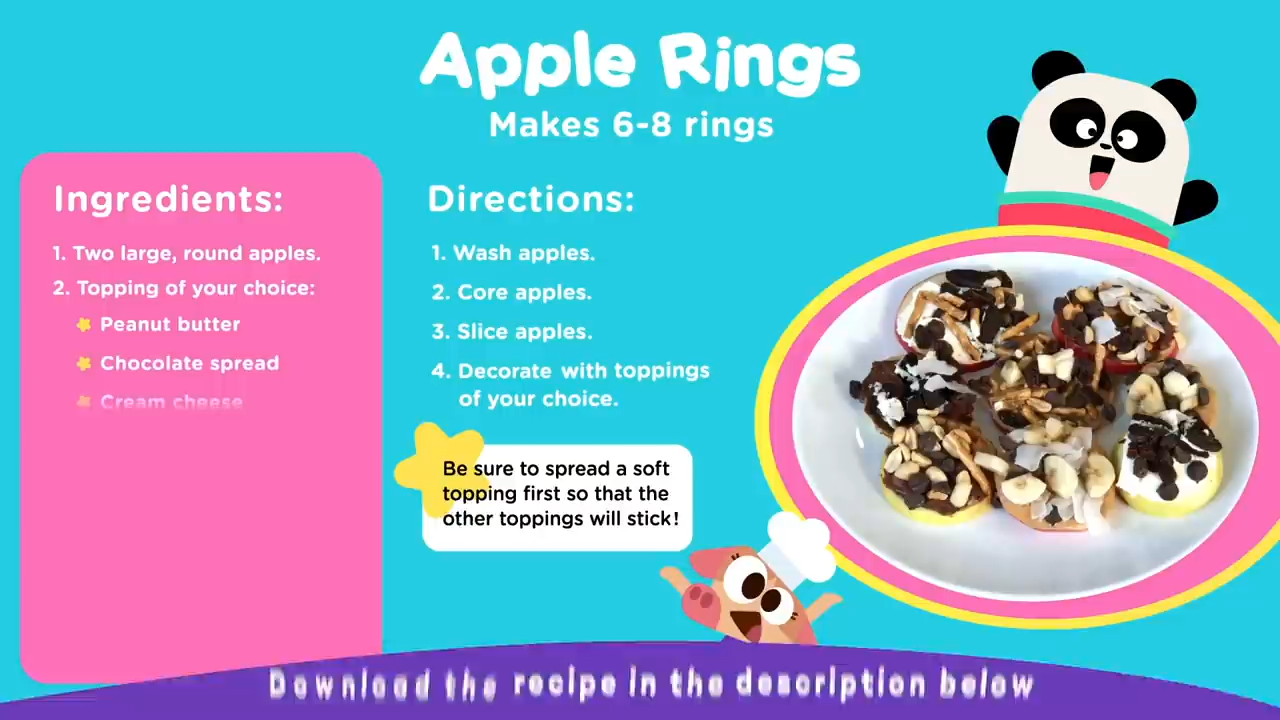 Apple Rings
Makes 6-8 rings
Ingredients:
1. Two large, round apples.
2. Topping of your choice:
Peanut butter
Chocolate spread
Cream cheese
Directions:
1. Wash apples.
2. Core apples.
3. Slice apples.
4. Decorate with toppings
of your choice.
Be sure to spread a soft
topping first so that the
other toppings will stick!
Download the recipe in the description below